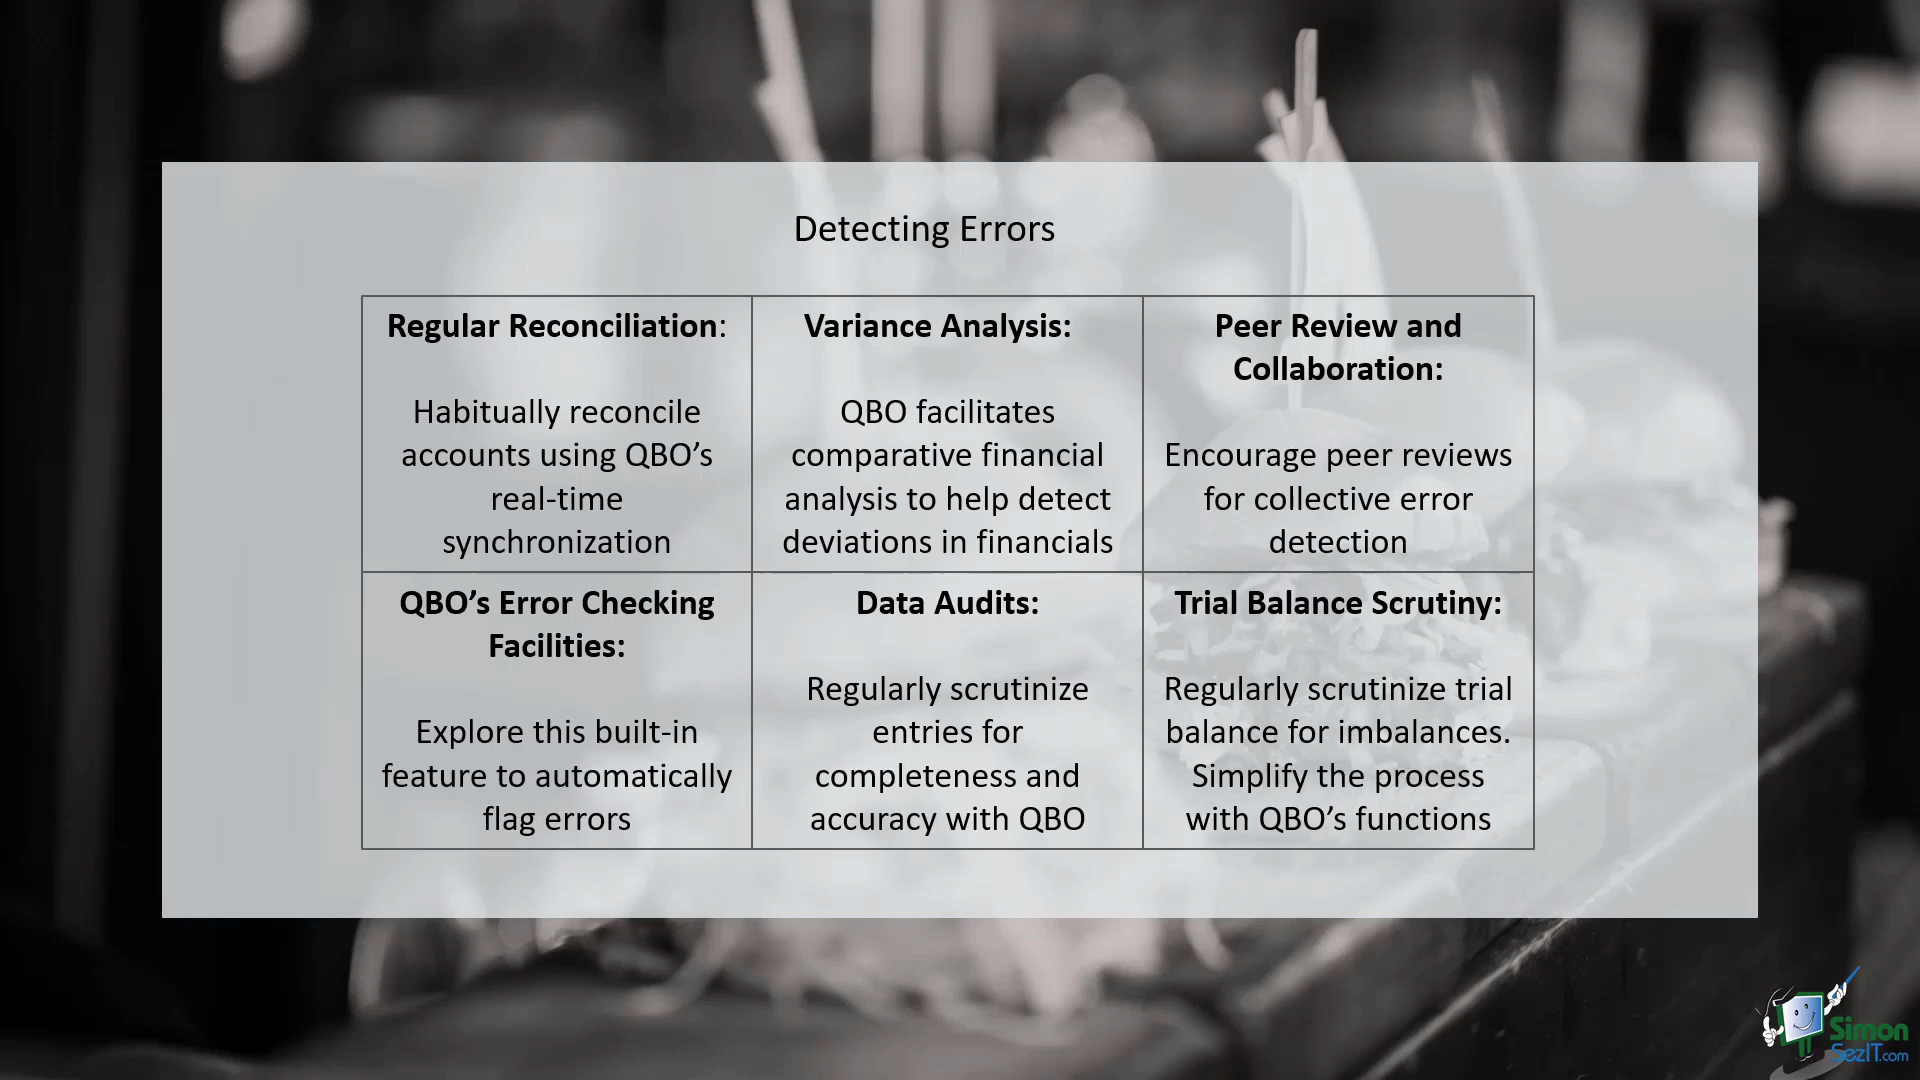 Detecting Errors
Regular Reconciliation:
Habitually reconcile
accounts using QBO’s
real-time
synchronization
Variance Analysis:
QBO facilitates
comparative financial
analysis to help detect
deviations in financials
Peer Review and
Collaboration:
Encourage peer reviews
for collective error
detection
QBO’s Error Checking
Facilities:
Explore this built-in
feature to automatically
flag errors
Data Audits:
Regularly scrutinize
entries for
completeness and
accuracy with QBO
Trial Balance Scrutiny:
Regularly scrutinize trial
balance for imbalances.
Simplify the process
with QBO’s functions
Simon
SezIT.com